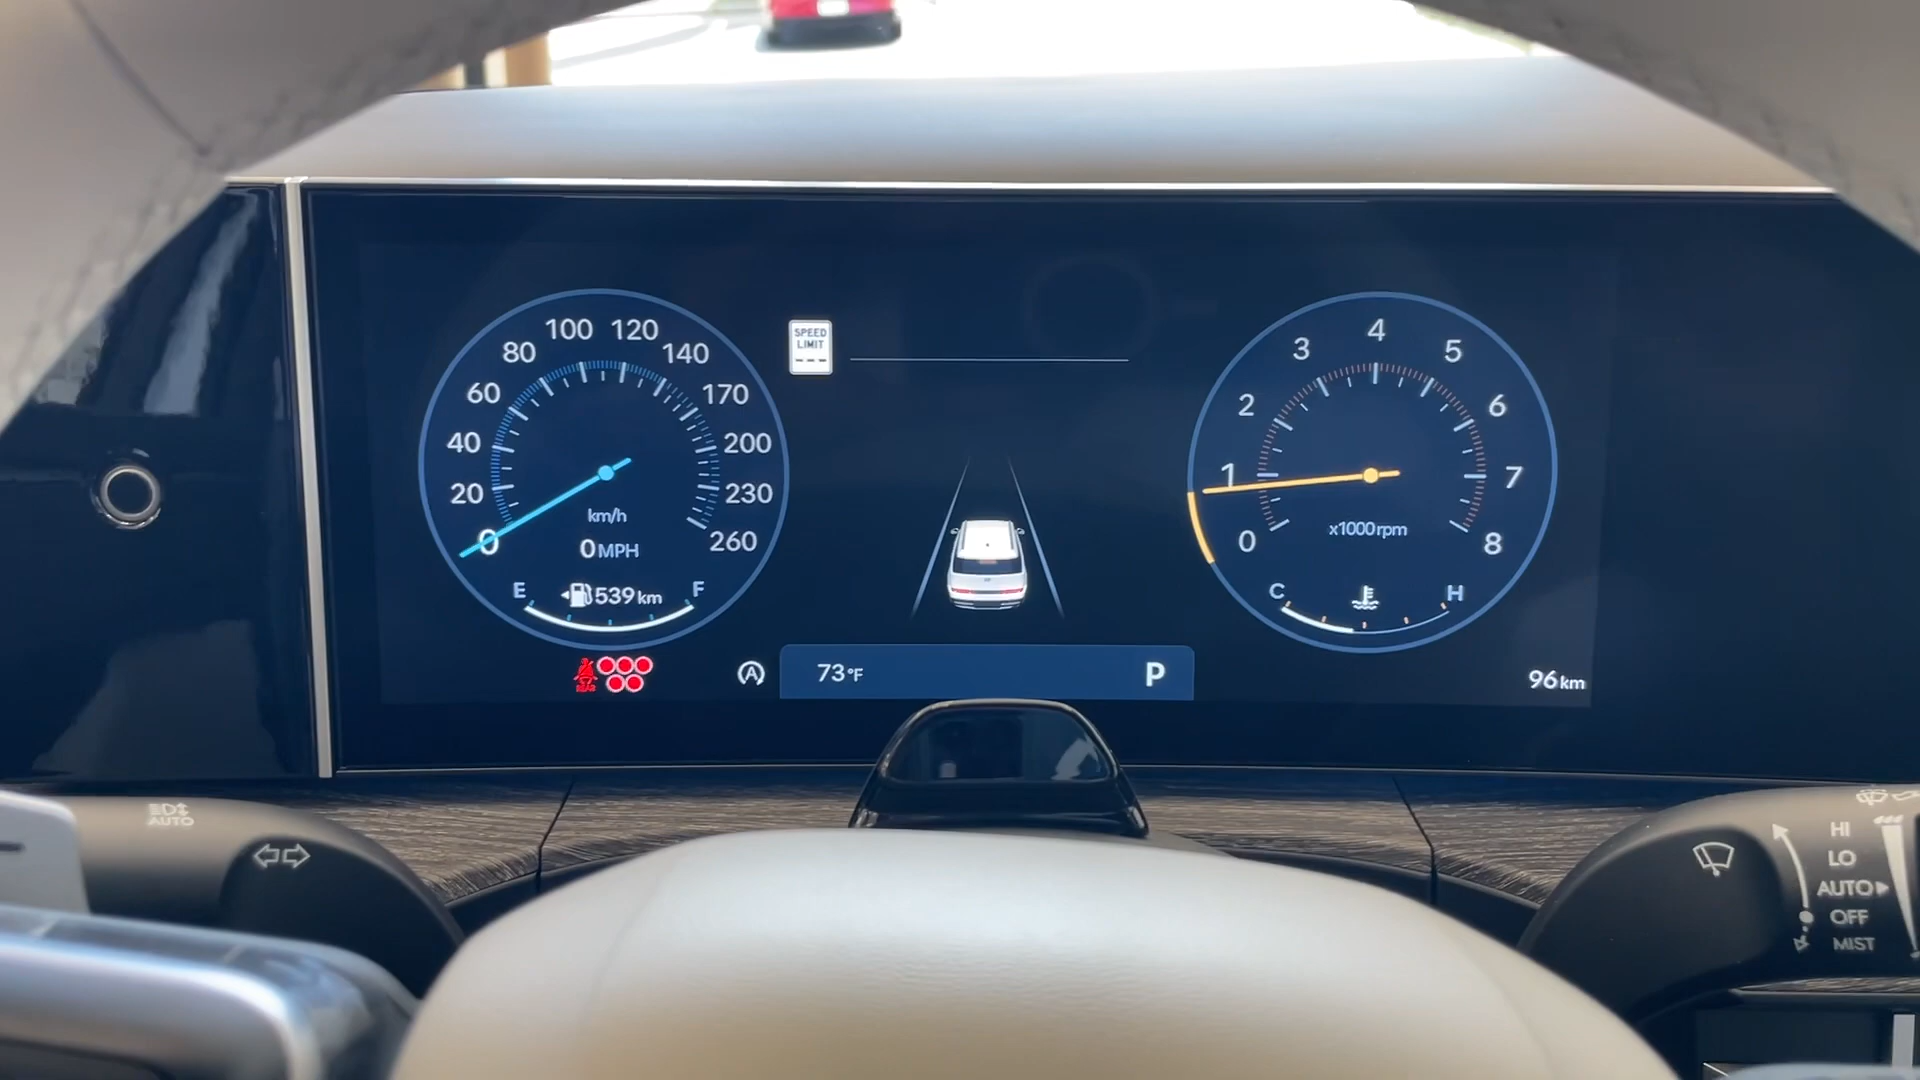 100 120
80 140
60 170
40 200
20 230
0 260
km/h
0 MPH
E F
539 km
SPEED
LIMIT
---
4
3 5
2 6
1 7
0 8
x1000rpm
C H
73°F P
A
96 km
AUTO
HI
LO
AUTO
OFF
MIST